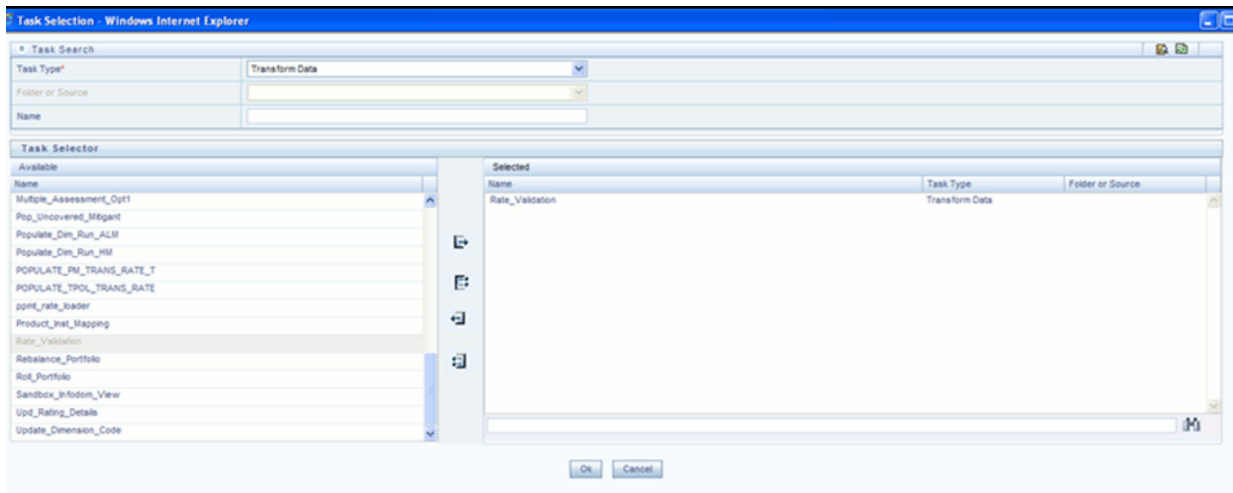 Task Selection - Windows Internet Explorer
Task Search
Task Type* Transform Data
Folder or Source
Name
Task Selector
Available Selected
Name Name Task Type Folder or Source
Multiple_Assessment_Opt1 Rate_Validation Transform Data
Pop_Uncovered_Mitigant
Populate_Dim_Run_ALM
Populate_Dim_Run_HM
POPULATE_PM_TRANS_RATE_T
POPULATE_TPOL_TRANS_RATE
ppmt_rate_loader
Product_Inst_Mapping
Rate_Validation
Rebalance_Portfolio
Roll_Portfolio
Sandbox_Infodom_View
Upd_Rating_Details
Update_Dimension_Code
Ok Cancel